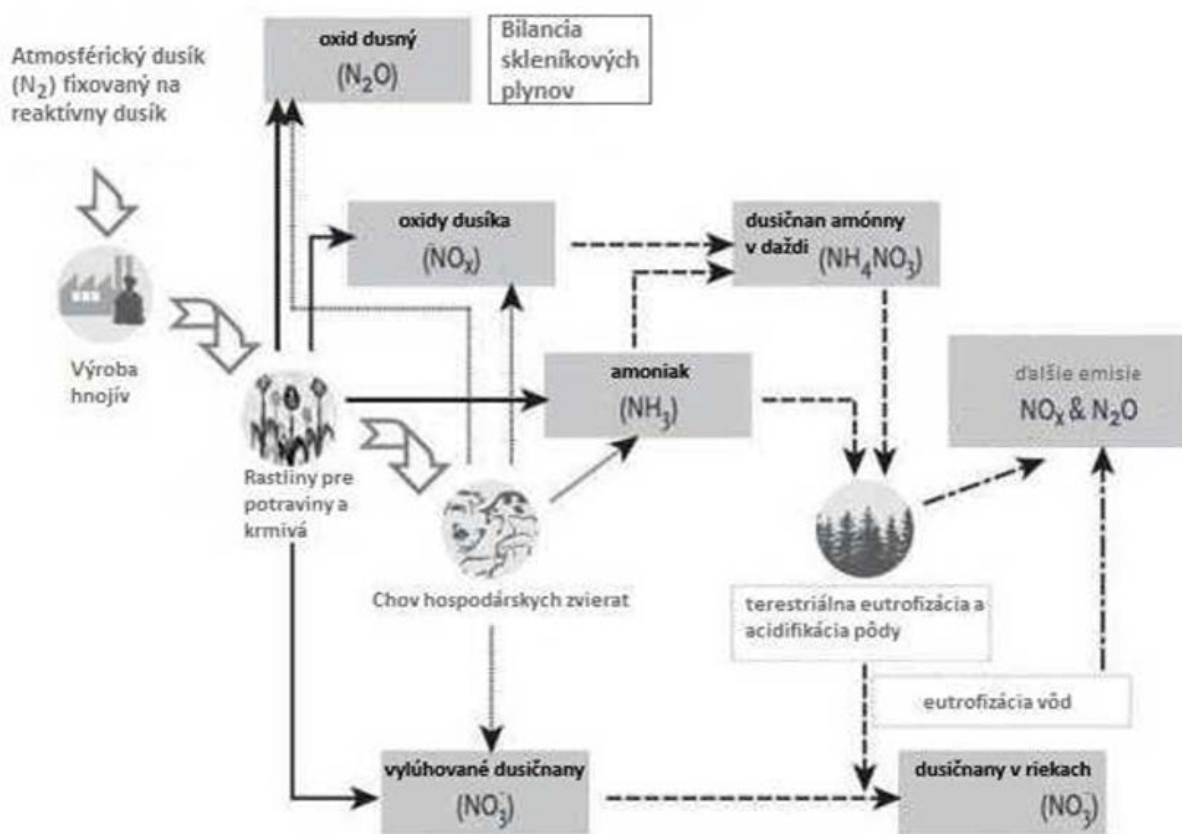 Atmosférický dusík
(N₂) fixovaný na
reaktívny dusík
oxid dusný
(N₂O)
Bilancia
skleníkových
plynov
oxidy dusíka
(NOₓ)
dusičnan amónny
v daždi (NH₄NO₃)
Výroba
hnojív
amoniak
(NH₃)
ďalšie emisie
NOₓ & N₂O
Rastliny pre
potraviny a
krmivá
Chov hospodárskych zvierat
terestriálna eutrofizácia a
acidifikácia pôdy
eutrofizácia vôd
vylúhované dusičnany
(NO₃⁻)
dusičnany v riekach
(NO₃⁻)